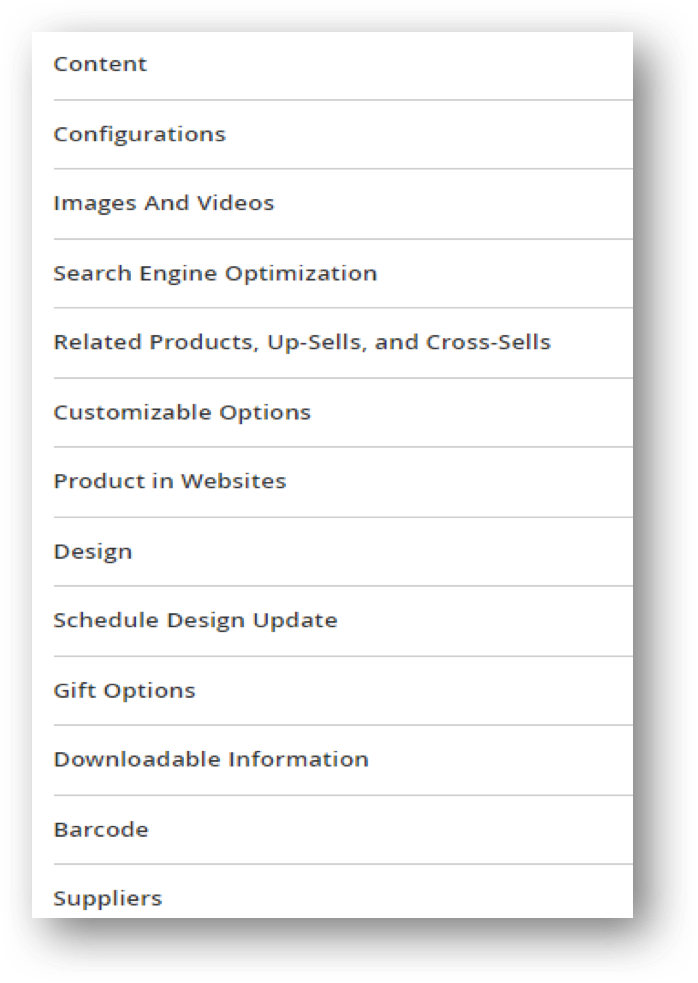 Content
Configurations
Images And Videos
Search Engine Optimization
Related Products, Up-Sells, and Cross-Sells
Customizable Options
Product in Websites
Design
Schedule Design Update
Gift Options
Downloadable Information
Barcode
Suppliers